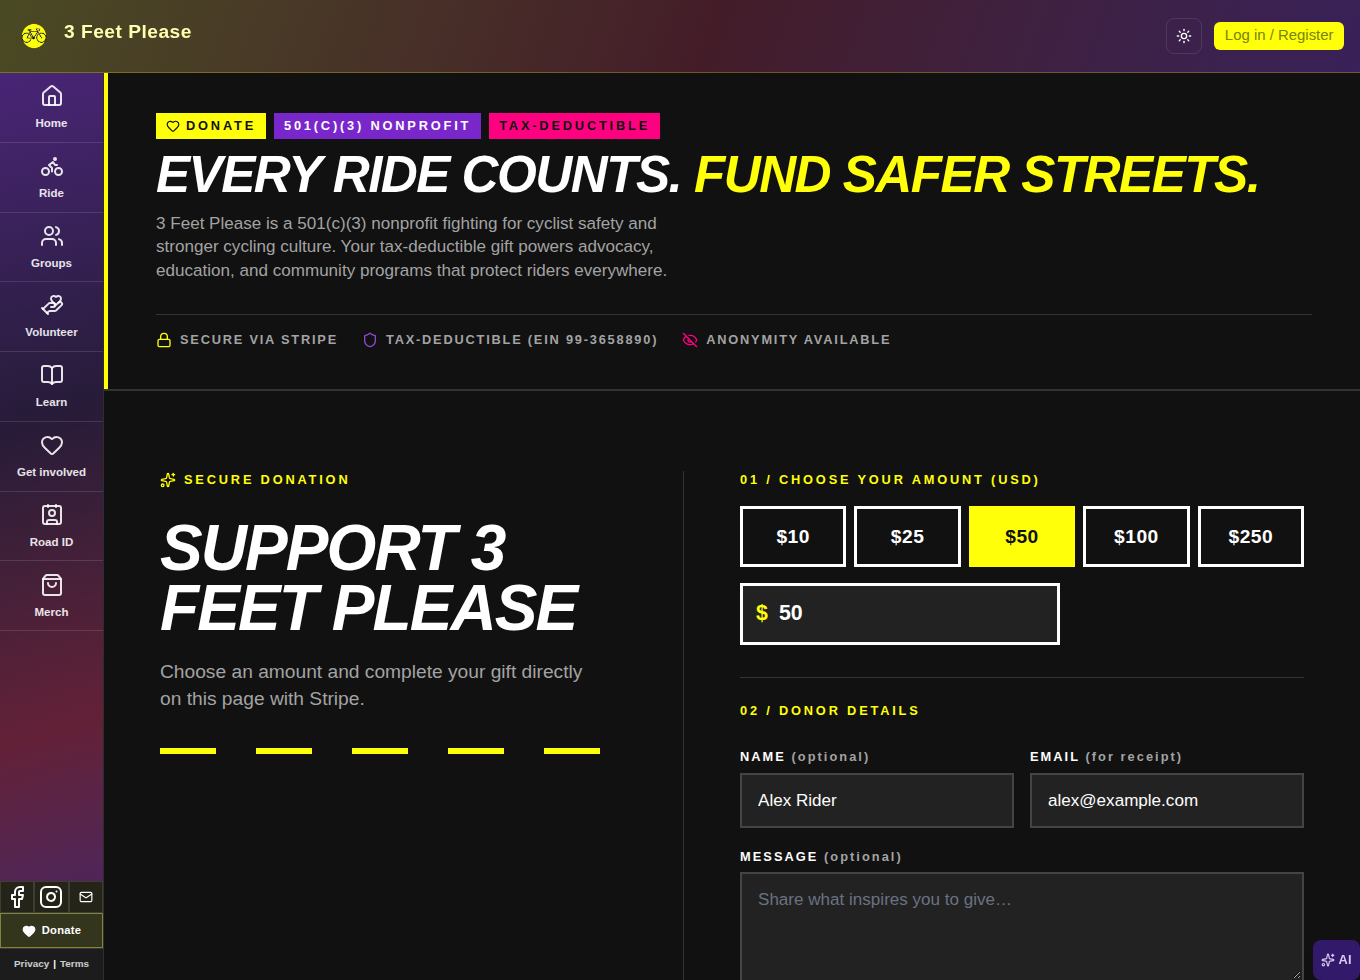 3 Feet Please
Log in / Register
Home
Ride
Groups
Volunteer
Learn
Get involved
Road ID
Merch
Donate
Privacy | Terms
DONATE
501(C)(3) NONPROFIT
TAX-DEDUCTIBLE
EVERY RIDE COUNTS. FUND SAFER STREETS.
3 Feet Please is a 501(c)(3) nonprofit fighting for cyclist safety and
stronger cycling culture. Your tax-deductible gift powers advocacy,
education, and community programs that protect riders everywhere.
SECURE VIA STRIPE
TAX-DEDUCTIBLE (EIN 99-3658890)
ANONYMITY AVAILABLE
SECURE DONATION
SUPPORT 3
FEET PLEASE
Choose an amount and complete your gift directly
on this page with Stripe.
01 / CHOOSE YOUR AMOUNT (USD)
$10
$25
$50
$100
$250
$ 50
02 / DONOR DETAILS
NAME (optional)
EMAIL (for receipt)
Alex Rider
alex@example.com
MESSAGE (optional)
Share what inspires you to give…
AI